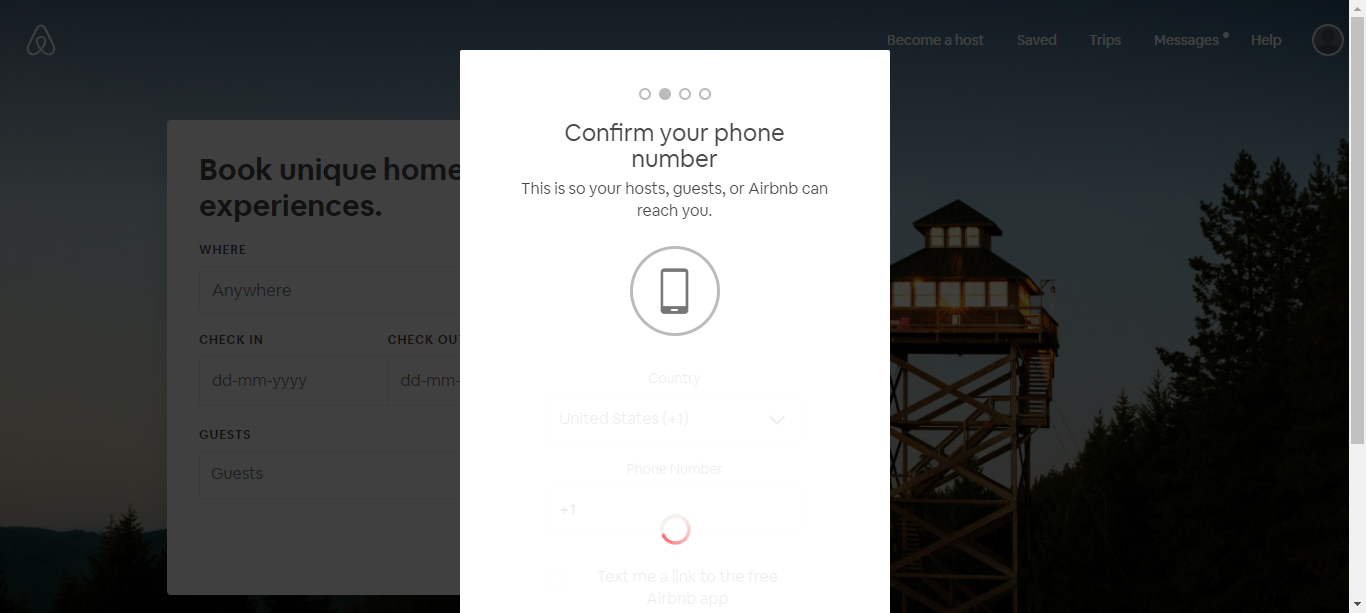 Become a host
Saved
Trips
Messages
Help
Book unique home
experiences.
WHERE
Anywhere
CHECK IN
CHECK OU
dd-mm-yyyy
dd-mm-
GUESTS
Guests
Confirm your phone
number
This is so your hosts, guests, or Airbnb can
reach you.
Country
United States (+1)
Phone Number
+1
Text me a link to the free
Airbnb app